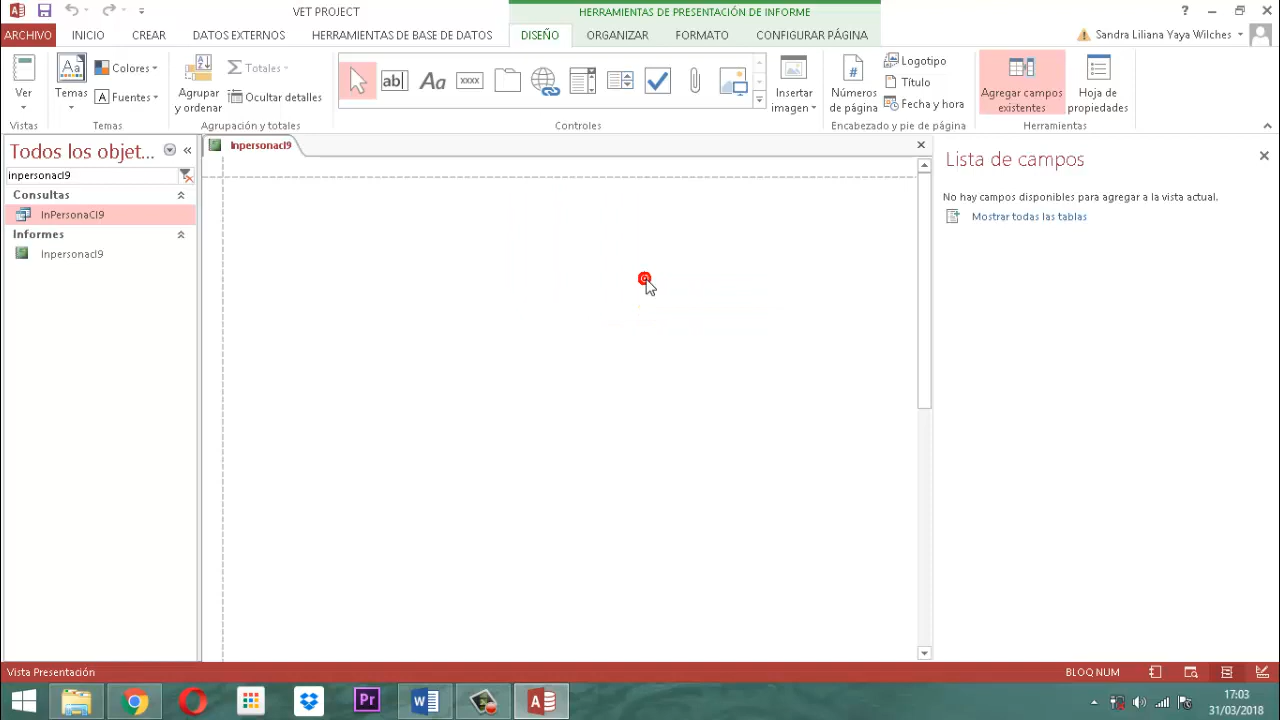 VET PROJECT
HERRAMIENTAS DE PRESENTACIÓN DE INFORME
?
ARCHIVO INICIO CREAR DATOS EXTERNOS HERRAMIENTAS DE BASE DE DATOS DISEÑO ORGANIZAR FORMATO CONFIGURAR PÁGINA Sandra Liliana Yaya Wilches
Ver
Vistas
Temas
Colores
Fuentes
Temas
Agrupar y ordenar
Totales
Ocultar detalles
Agrupación y totales
ab|
Aa
xxxx
Controles
Insertar imagen
#
Números de página
Logotipo
Título
Fecha y hora
Encabezado y pie de página
Agregar campos existentes
Hoja de propiedades
Herramientas
Todos los objet...
inpersonacl9
Consultas
InPersonaCl9
Informes
Inpersonacl9
Inpersonacl9
Lista de campos
No hay campos disponibles para agregar a la vista actual.
Mostrar todas las tablas
Vista Presentación
BLOQ NUM
Pr
17:03
31/03/2018